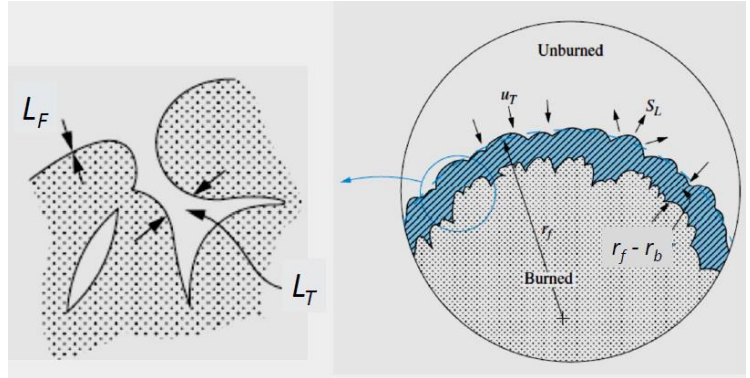 L_F
L_T
Unburned
u_T
S_L
r_f
r_f - r_b
Burned